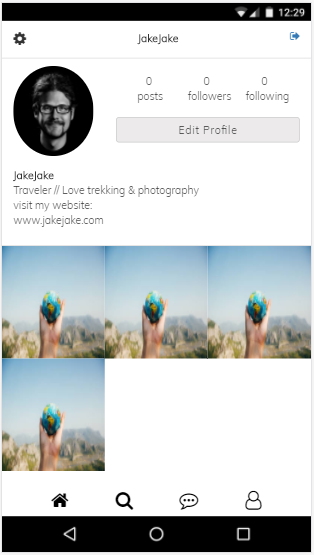 12:29
JakeJake
0 0 0
posts followers following
Edit Profile
JakeJake
Traveler // Love trekking & photography
visit my website:
www.jakejake.com